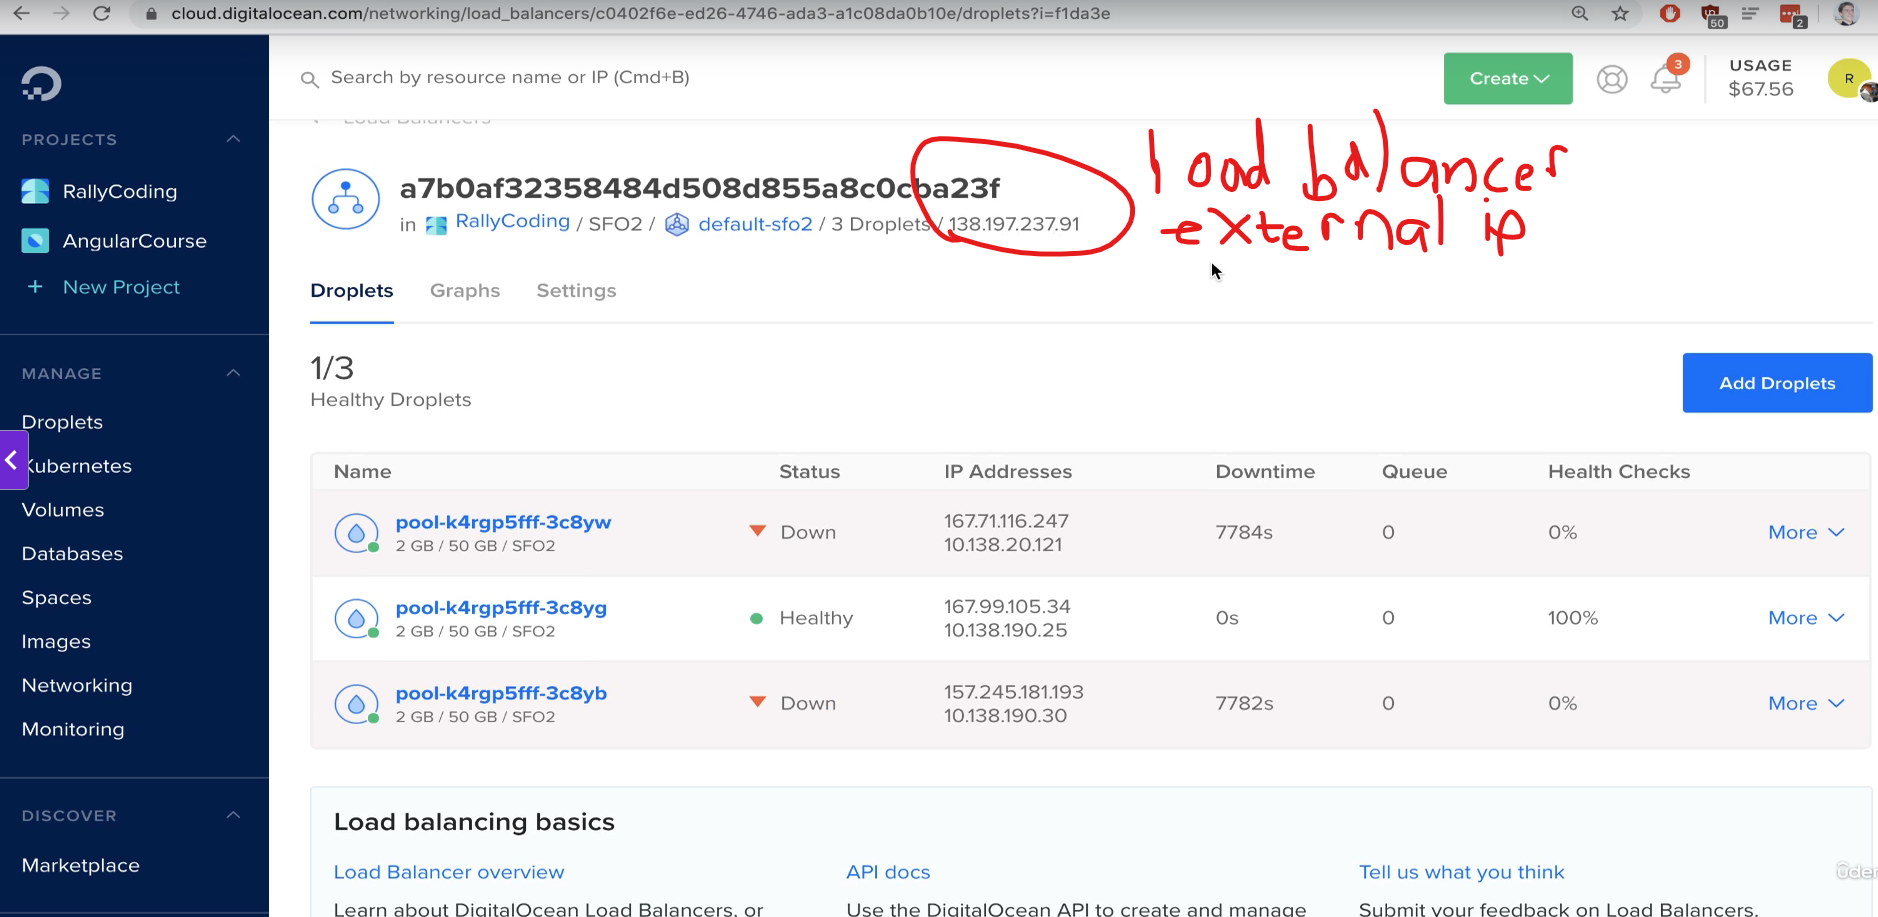 cloud.digitalocean.com/networking/load_balancers/c0402f6e-ed26-4746-ada3-a1c08da0b10e/droplets?i=f1da3e
50
2
Search by resource name or IP (Cmd+B)
Create
3
USAGE
$67.56
R
PROJECTS
RallyCoding
AngularCourse
+ New Project
MANAGE
Droplets
Kubernetes
Volumes
Databases
Spaces
Images
Networking
Monitoring
DISCOVER
Marketplace
Load Balancers
a7b0af32358484d508d855a8c0cba23f
in RallyCoding / SFO2 / default-sfo2 / 3 Droplets / 138.197.237.91
load balancer
external ip
Droplets Graphs Settings
1/3
Healthy Droplets
Add Droplets
Name Status IP Addresses Downtime Queue Health Checks
pool-k4rgp5fff-3c8yw Down 167.71.116.247 7784s 0 0% More
2 GB / 50 GB / SFO2 10.138.20.121
pool-k4rgp5fff-3c8yg Healthy 167.99.105.34 0s 0 100% More
2 GB / 50 GB / SFO2 10.138.190.25
pool-k4rgp5fff-3c8yb Down 157.245.181.193 7782s 0 0% More
2 GB / 50 GB / SFO2 10.138.190.30
Load balancing basics
Load Balancer overview API docs Tell us what you think
Learn about DigitalOcean Load Balancers, or Use the DigitalOcean API to create and manage Submit your feedback on Load Balancers.